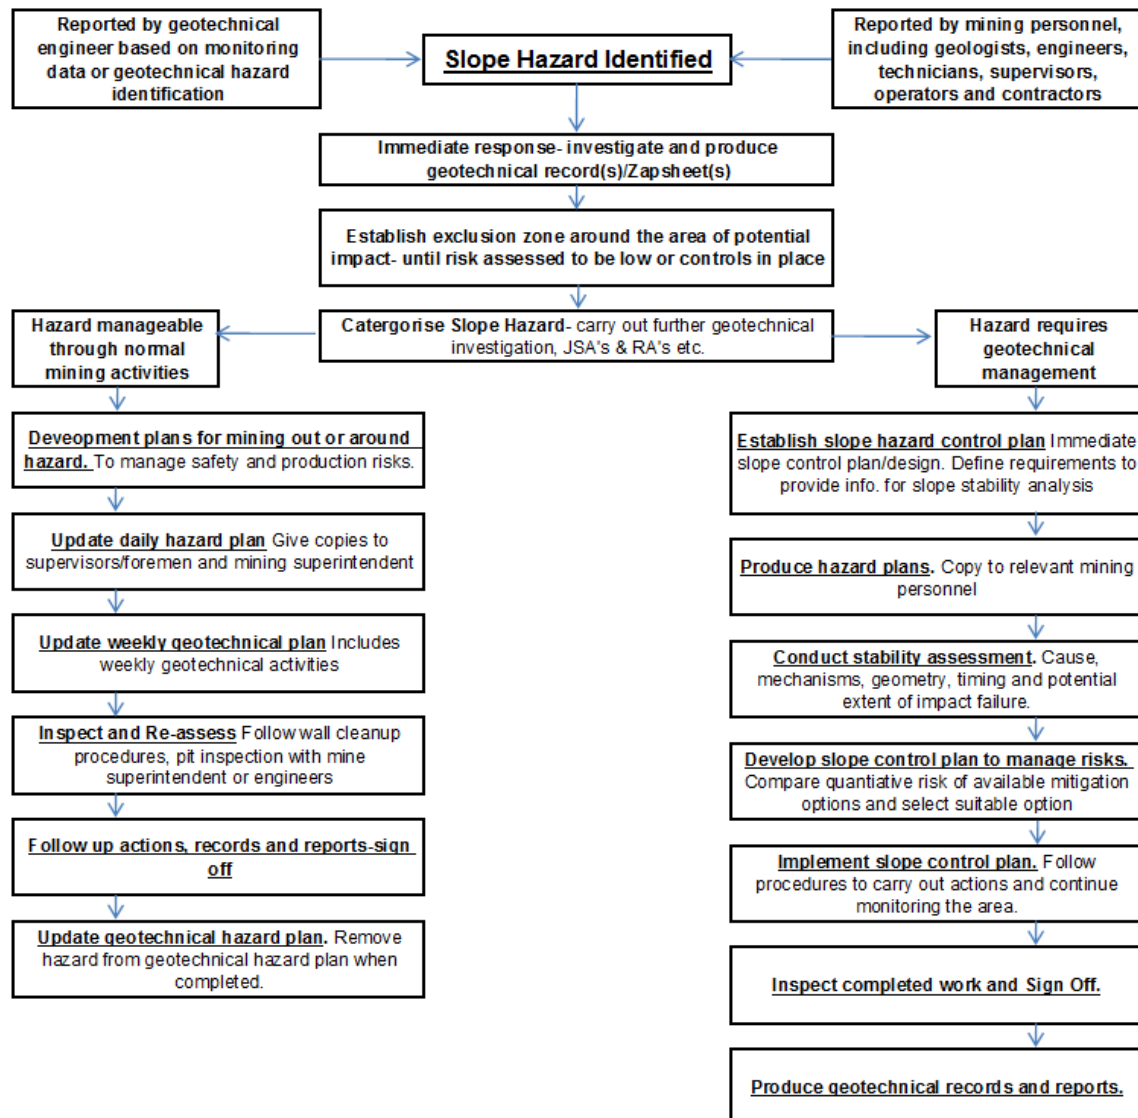 Reported by geotechnical
engineer based on monitoring
data or geotechnical hazard
identification
Slope Hazard Identified
Reported by mining personnel,
including geologists, engineers,
technicians, supervisors,
operators and contractors
Immediate response- investigate and produce
geotechnical record(s)/Zapsheet(s)
Establish exclusion zone around the area of potential
impact- until risk assessed to be low or controls in place
Catergorise Slope Hazard- carry out further geotechnical
investigation, JSA's & RA's etc.
Hazard manageable
through normal
mining activities
Deveopment plans for mining out or around
hazard. To manage safety and production risks.
Update daily hazard plan Give copies to
supervisors/foremen and mining superintendent
Update weekly geotechnical plan Includes
weekly geotechnical activities
Inspect and Re-assess Follow wall cleanup
procedures, pit inspection with mine
superintendent or engineers
Follow up actions, records and reports-sign
off
Update geotechnical hazard plan. Remove
hazard from geotechnical hazard plan when
completed.
Hazard requires
geotechnical
management
Establish slope hazard control plan Immediate
slope control plan/design. Define requirements to
provide info. for slope stability analysis
Produce hazard plans. Copy to relevant mining
personnel
Conduct stability assessment. Cause,
mechanisms, geometry, timing and potential
extent of impact failure.
Develop slope control plan to manage risks.
Compare quantiative risk of available mitigation
options and select suitable option
Implement slope control plan. Follow
procedures to carry out actions and continue
monitoring the area.
Inspect completed work and Sign Off.
Produce geotechnical records and reports.